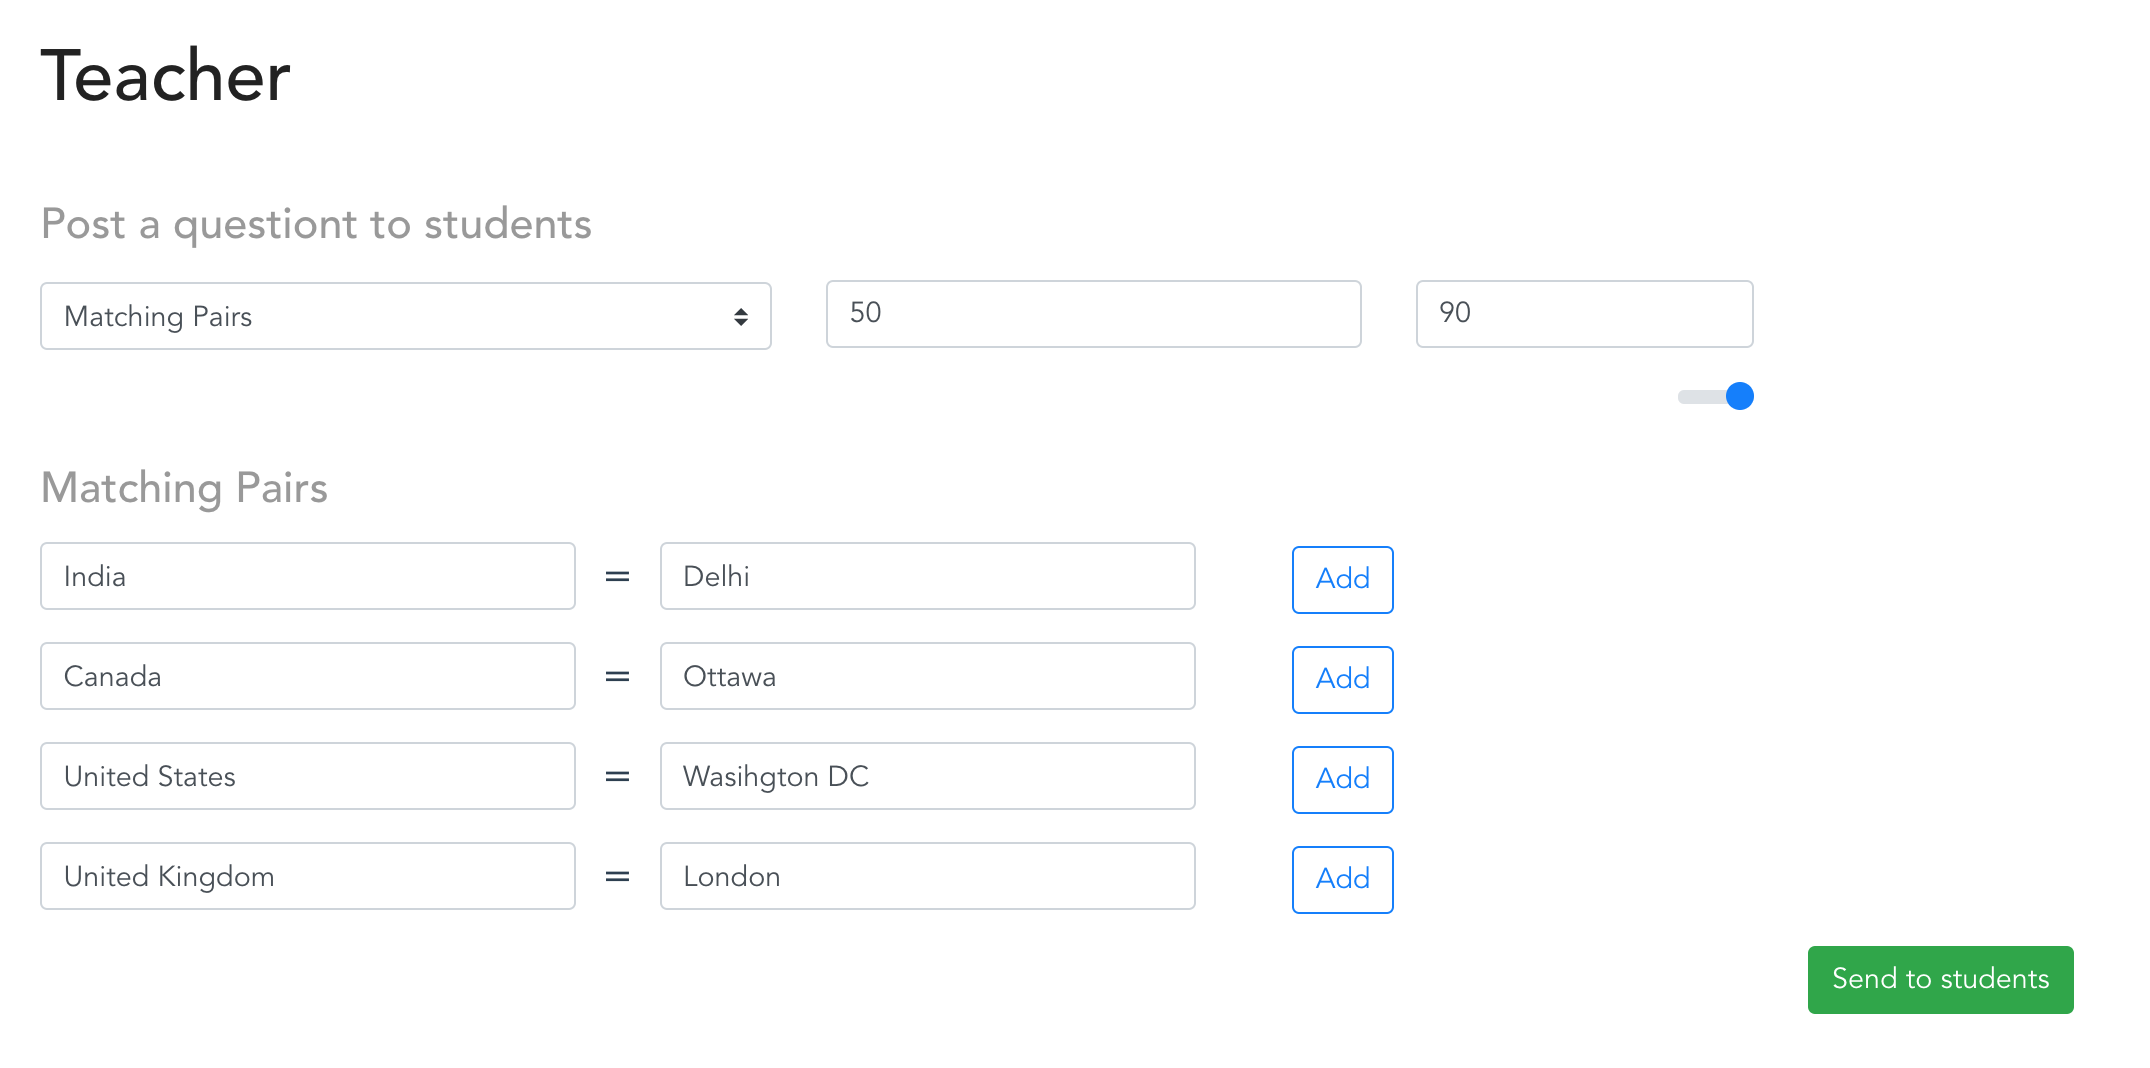 Teacher
Post a questiont to students
Matching Pairs 50 90
Matching Pairs
India = Delhi Add
Canada = Ottawa Add
United States = Wasihgton DC Add
United Kingdom = London Add
Send to students